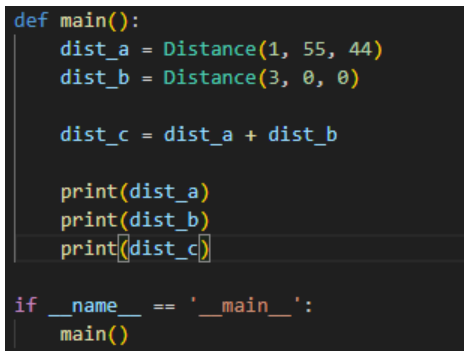 def main():
    dist_a = Distance(1, 55, 44)
    dist_b = Distance(3, 0, 0)
    dist_c = dist_a + dist_b
    print(dist_a)
    print(dist_b)
    print(dist_c)
if __name__ == '__main__':
    main()